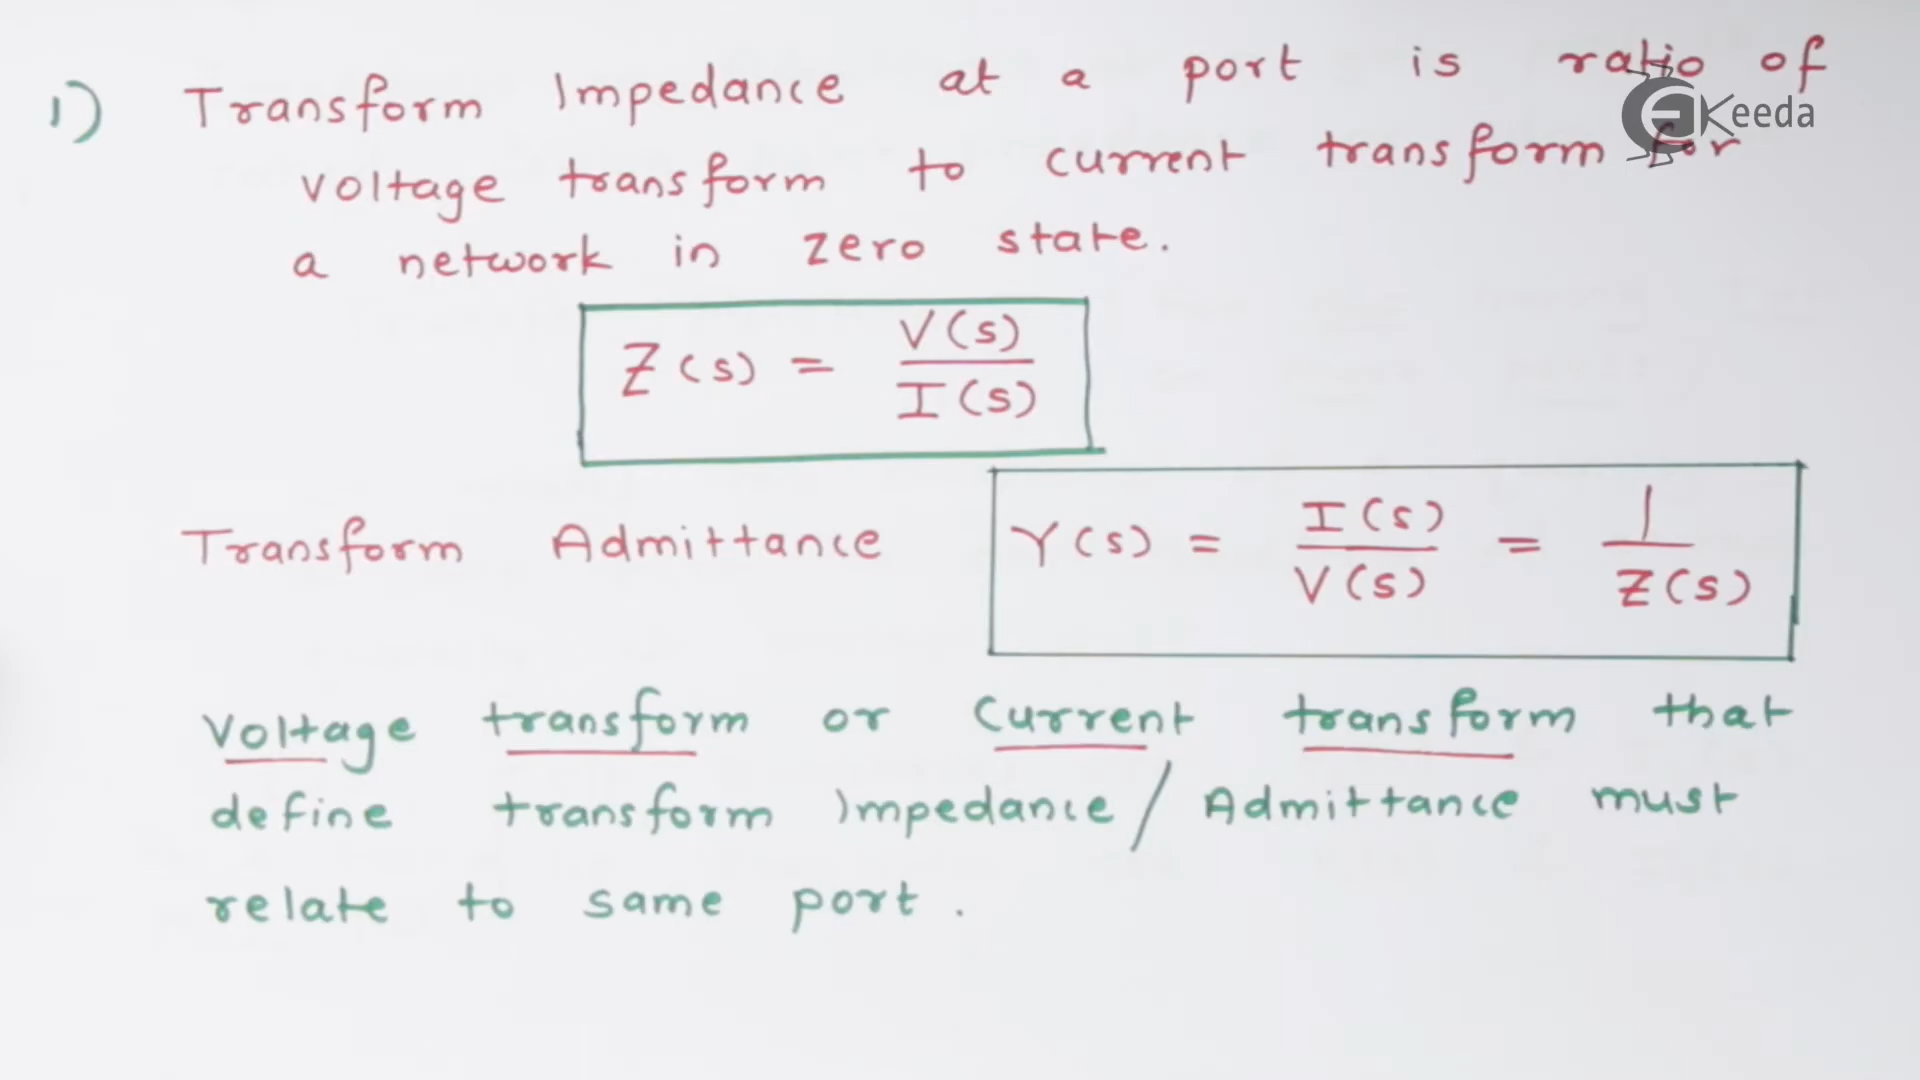 1) Transform Impedance at a port is ratio of
voltage transform to current transform for
a network in zero state.
Z(s) = V(s) / I(s)
Transform Admittance Y(s) = I(s) / V(s) = 1 / Z(s)
Voltage transform or Current transform that
define transform Impedance / Admittance must
relate to same port.
EKeeda